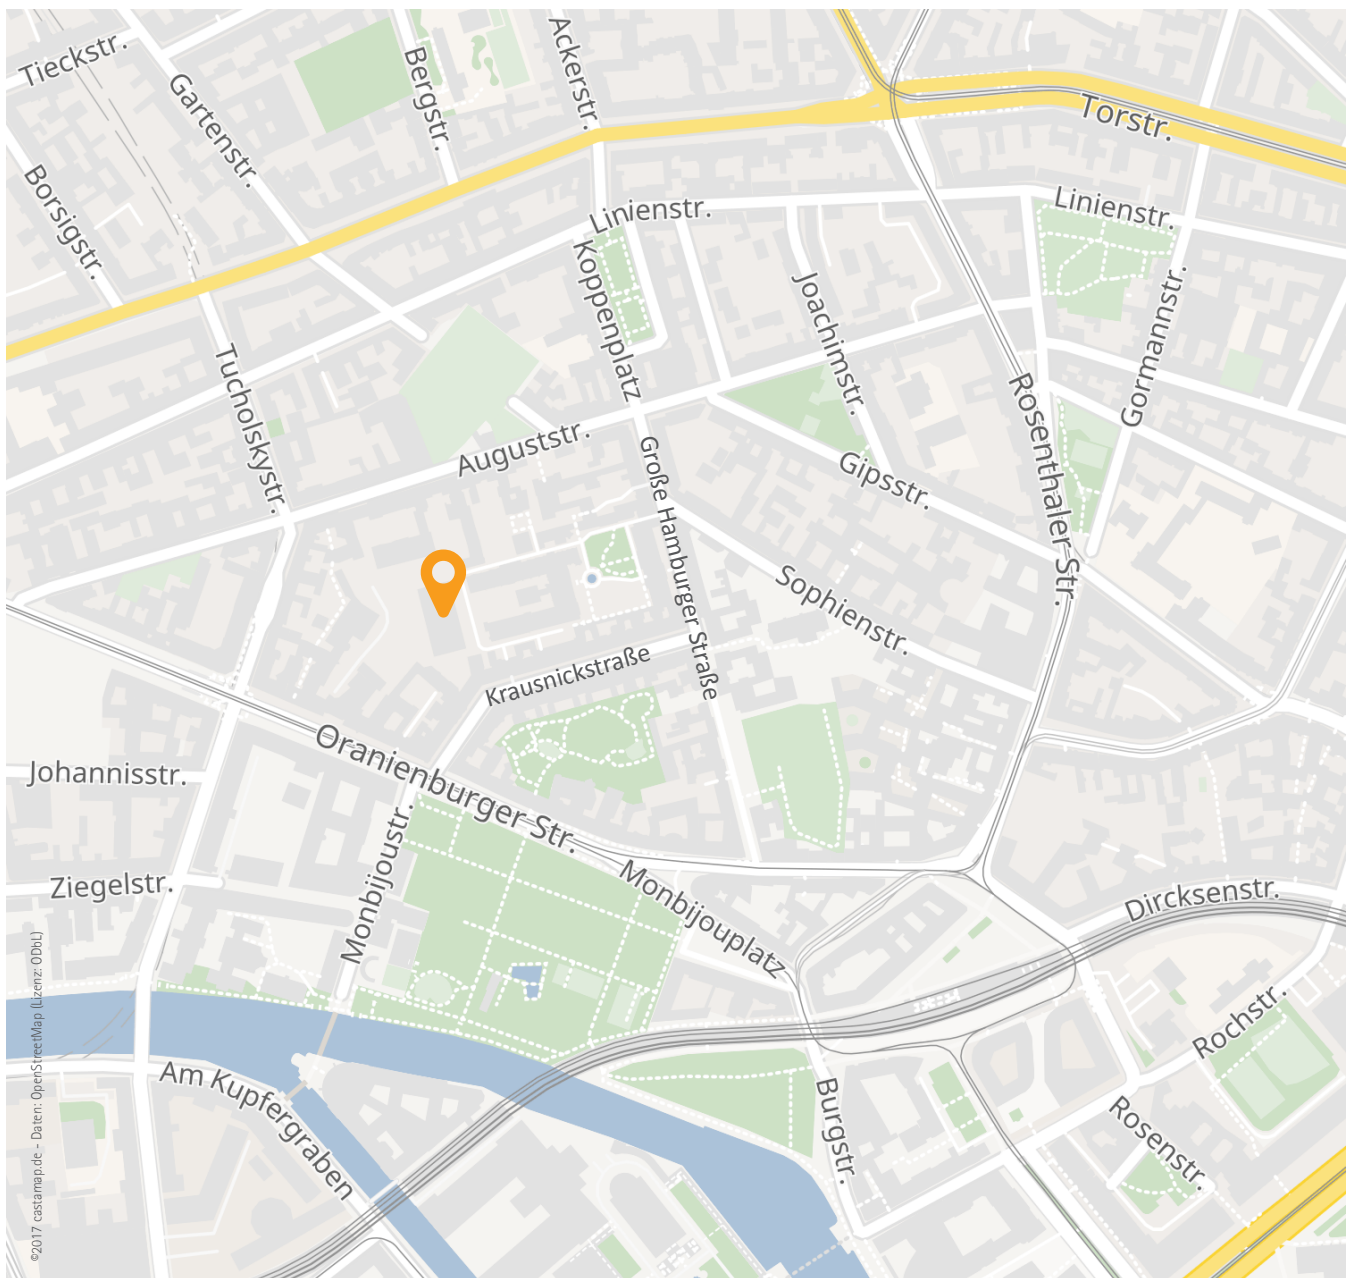 Tieckstr.
Gartenstr.
Bergstr.
Ackerstr.
Torstr.
Borsigstr.
Linienstr.
Linienstr.
Koppenplatz
Joachimstr.
Gormannstr.
Tucholskystr.
Auguststr.
Große Hamburger Straße
Gipsstr.
Rosenthaler Str.
Sophienstr.
Krausnickstraße
Oranienburger Str.
Johannisstr.
Monbijoustr.
Ziegelstr.
Monbijouplatz
Dircksenstr.
Rochstr.
Am Kupfergraben
Burgstr.
Rosenstr.
©2017 castamap.de - Daten: OpenStreetMap (Lizenz: ODbL)